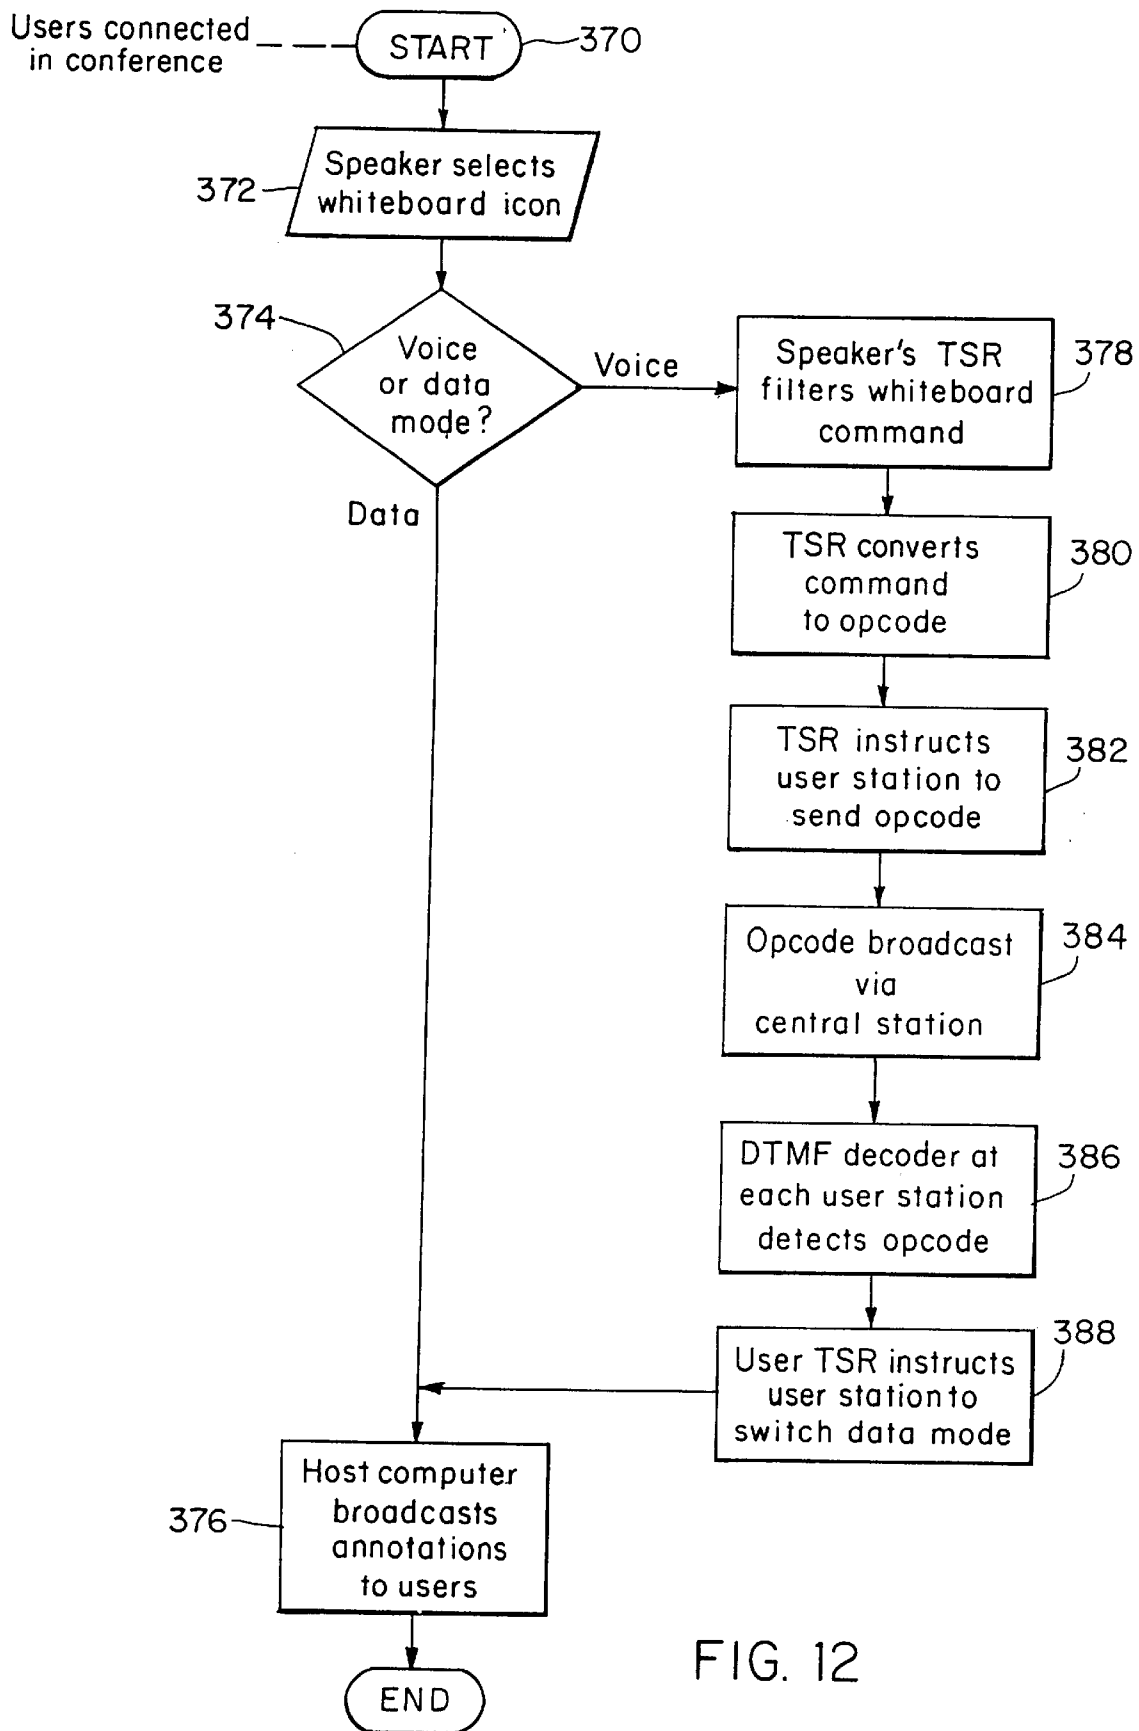 Users connected
in conference
START
370
372
Speaker selects
whiteboard icon
374
Voice
or data
mode?
Voice
Data
Speaker's TSR
filters whiteboard
command
378
TSR converts
command
to opcode
380
TSR instructs
user station to
send opcode
382
Opcode broadcast
via
central station
384
DTMF decoder at
each user station
detects opcode
386
User TSR instructs
user station to
switch data mode
388
376
Host computer
broadcasts
annotations
to users
END
FIG. 12